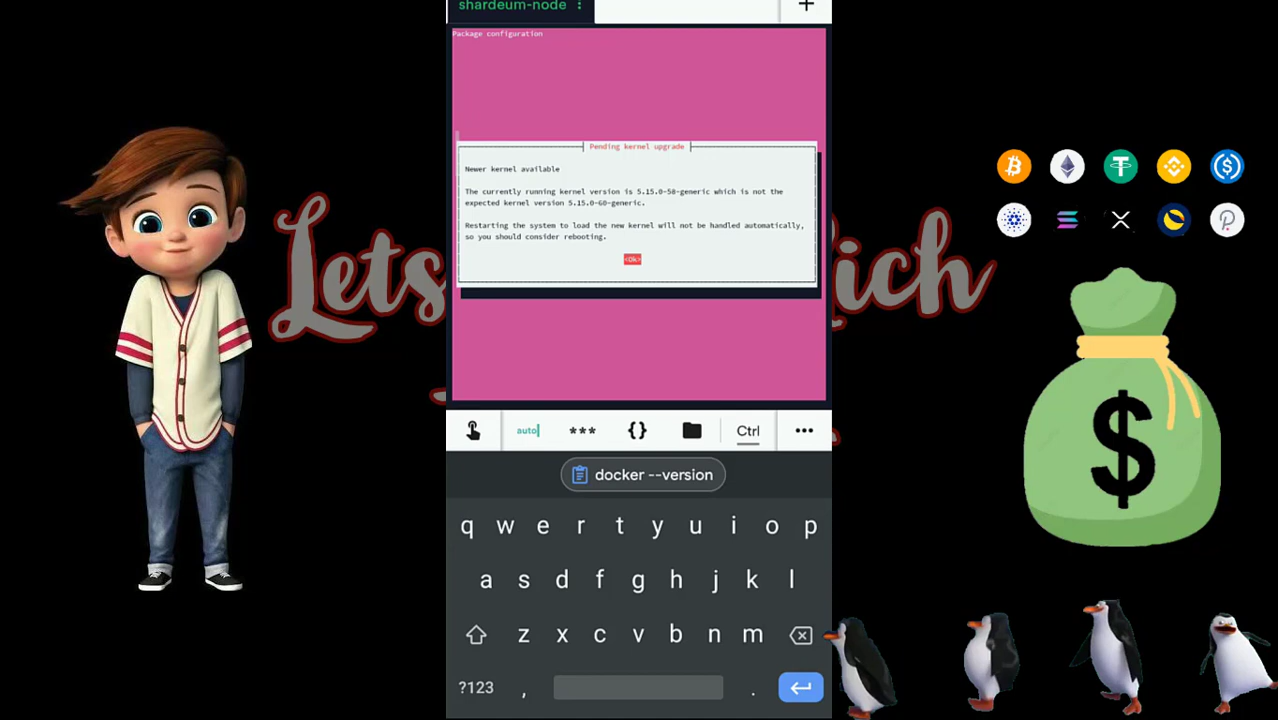 shardeum-node
+
Package configuration
Pending kernel upgrade
Newer kernel available
The currently running kernel version is 5.15.0-58-generic which is not the
expected kernel version 5.15.0-60-generic.
Restarting the system to load the new kernel will not be handled automatically,
so you should consider rebooting.
<Ok>
Lets
Rich
auto
***
{}
Ctrl
docker --version
q w e r t y u i o p
a s d f g h j k l
z x c v b n m
?123 , .
$